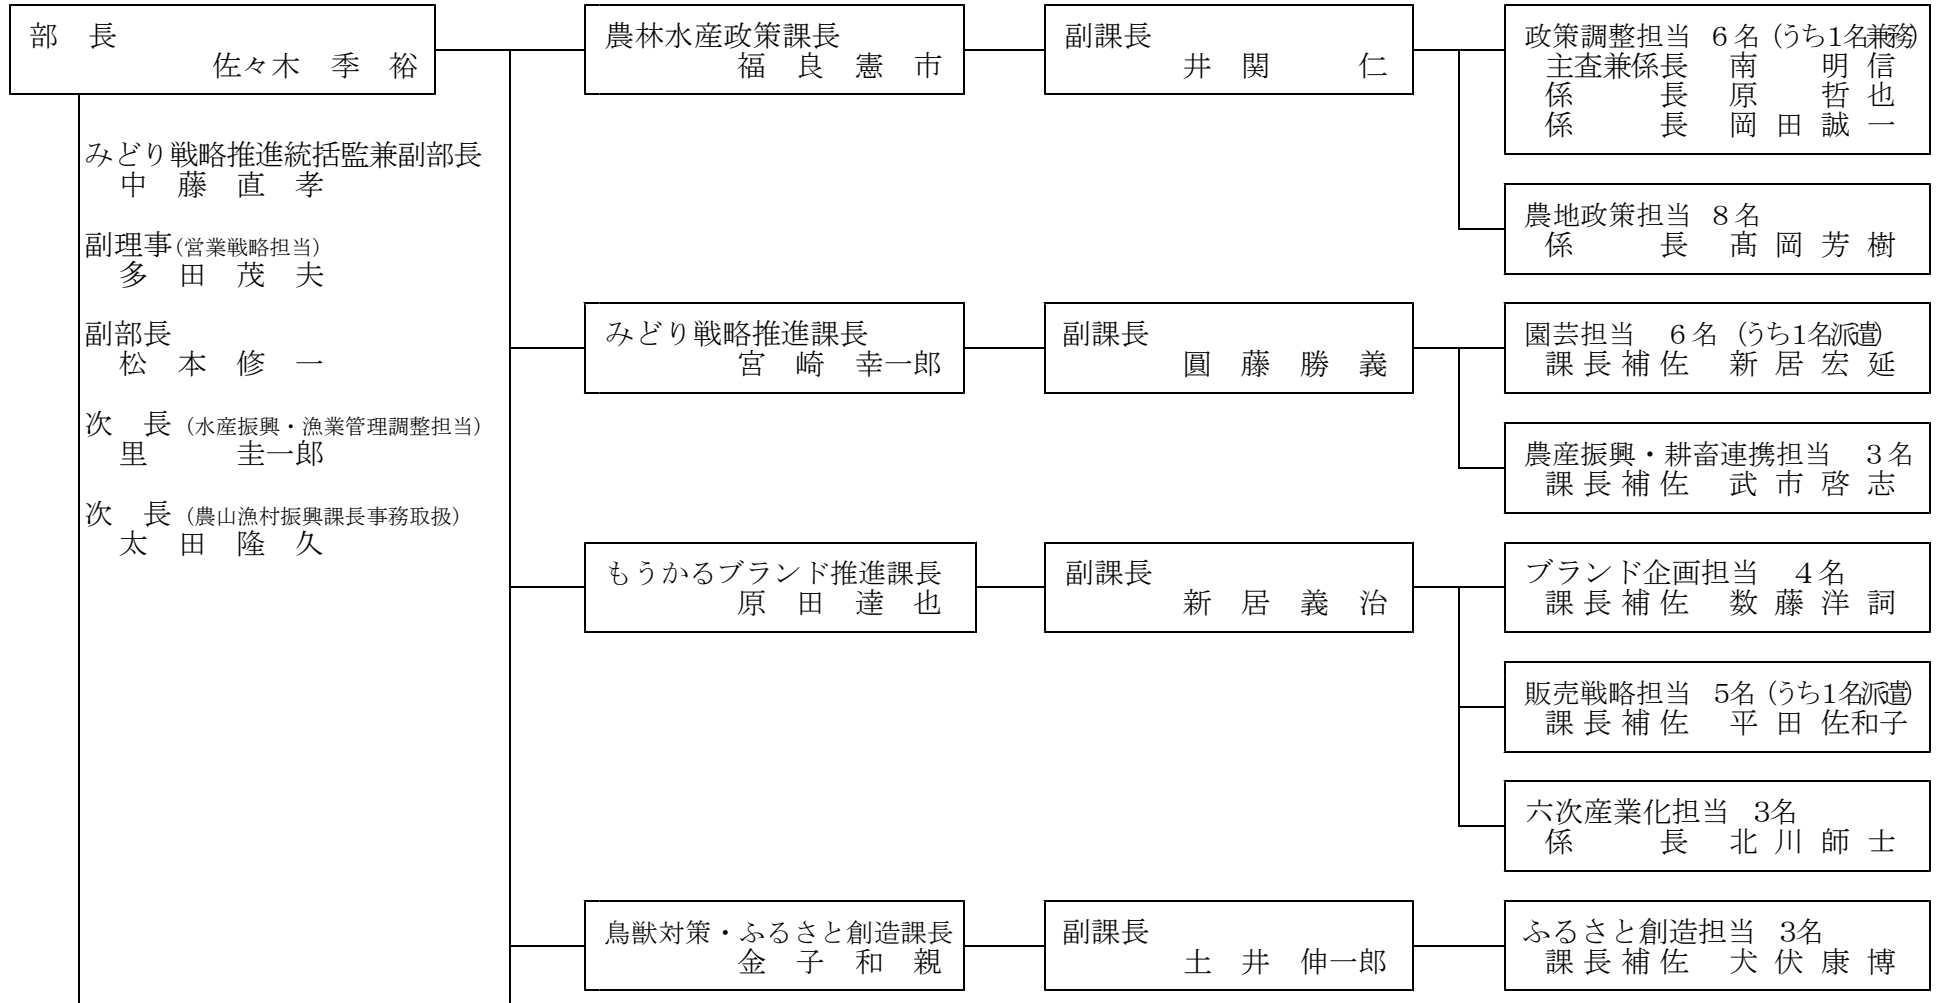 部　長
佐々木　季　裕
みどり戦略推進統括監兼副部長
中　藤　直　孝
副理事(営業戦略担当)
多　田　茂　夫
副部長
松　本　修　一
次　長 (水産振興・漁業管理調整担当)
里　　　圭一郎
次　長 (農山漁村振興課長事務取扱)
太　田　隆　久
農林水産政策課長
福　良　憲　市
副課長
井　関　　　仁
政策調整担当　６名 (うち１名兼務)
主査兼係長　南　　明 信
係　　　長　原　　哲 也
係　　　長　岡 田 誠 一
農地政策担当　８名
係　　　長　髙 岡 芳 樹
みどり戦略推進課長
宮　崎　幸一郎
副課長
圓　藤　勝　義
園芸担当　６名 (うち１名派遣)
課 長 補 佐　新 居 宏 延
農産振興・耕畜連携担当　３名
課 長 補 佐　武 市 啓 志
もうかるブランド推進課長
原　田　達　也
副課長
新　居　義　治
ブランド企画担当　４名
課 長 補 佐　数 藤 洋 詞
販売戦略担当　5名 (うち１名派遣)
課 長 補 佐　平 田 佐和子
六次産業化担当　3名
係　　　長　北 川 師 士
鳥獣対策・ふるさと創造課長
金　子　和　親
副課長
土　井　伸一郎
ふるさと創造担当　3名
課 長 補 佐　犬 伏 康 博